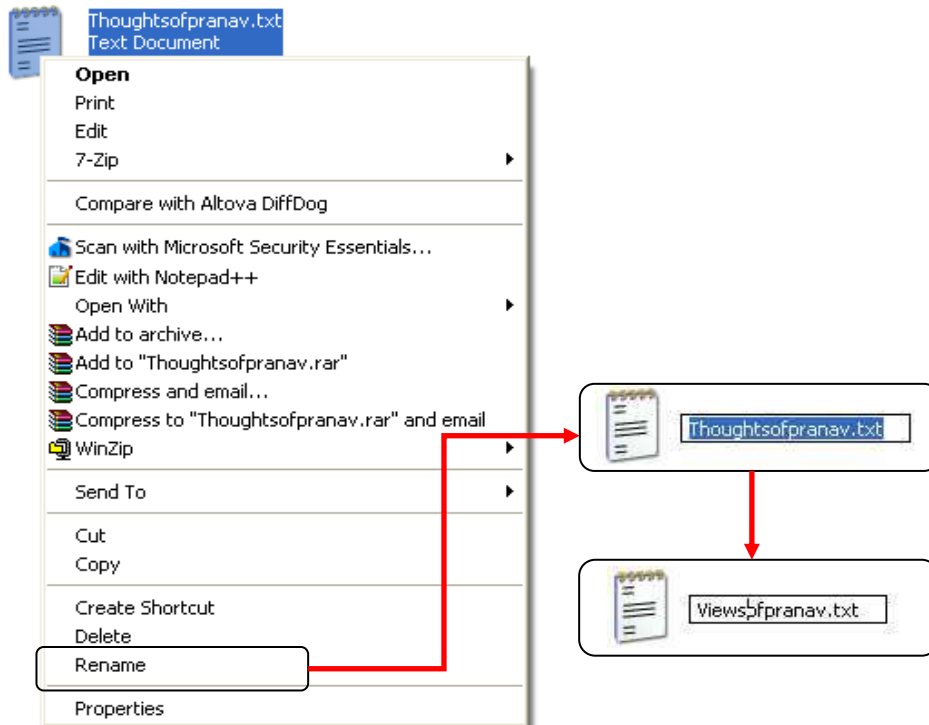 Thoughtsofpranav.txt
Text Document
Open
Print
Edit
7-Zip
Compare with Altova DiffDog
Scan with Microsoft Security Essentials...
Edit with Notepad++
Open With
Add to archive...
Add to "Thoughtsofpranav.rar"
Compress and email...
Compress to "Thoughtsofpranav.rar" and email
WinZip
Send To
Cut
Copy
Create Shortcut
Delete
Rename
Properties
Thoughtsofpranav.txt
Viewsofpranav.txt